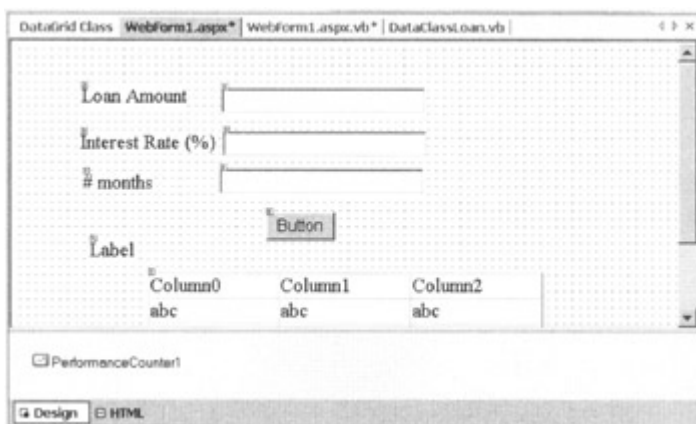 DataGrid Class WebForm1.aspx* WebForm1.aspx.vb* DataClassLoan.vb
Loan Amount
Interest Rate (%)
# months
Button
Label
Column0 Column1 Column2
abc abc abc
PerformanceCounter1
Design HTML